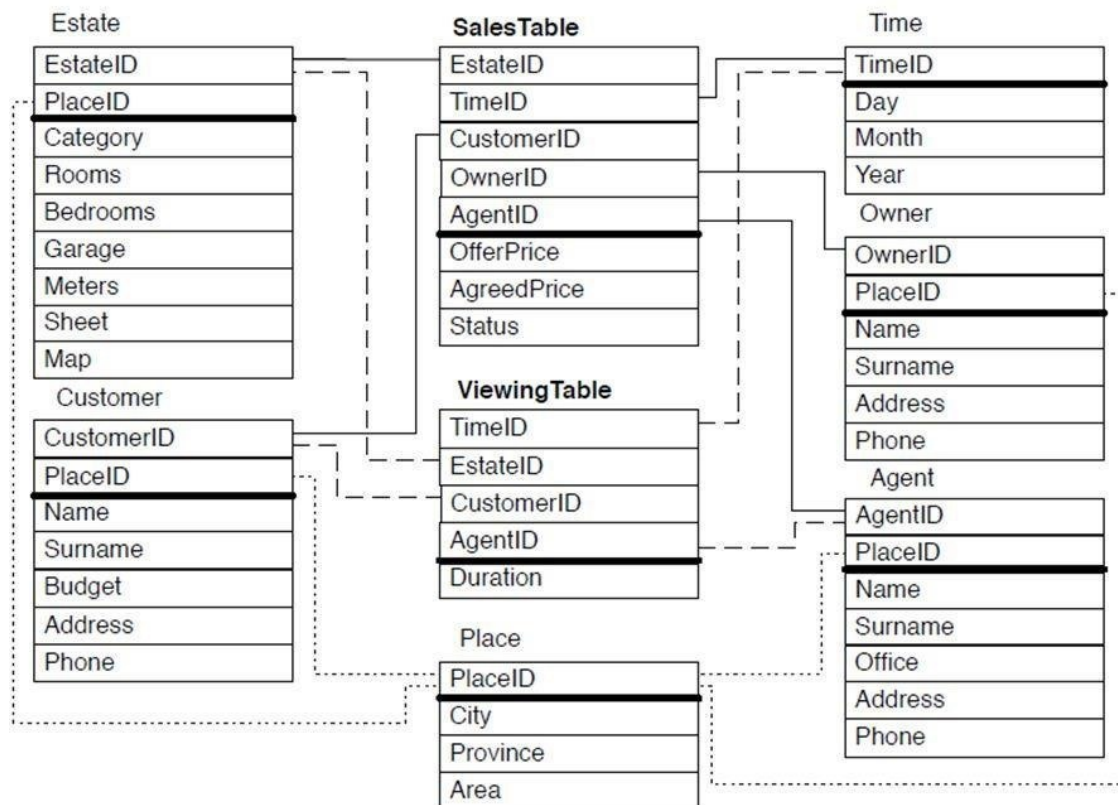 Estate
EstateID
PlaceID
Category
Rooms
Bedrooms
Garage
Meters
Sheet
Map
Customer
CustomerID
PlaceID
Name
Surname
Budget
Address
Phone
SalesTable
EstateID
TimeID
CustomerID
OwnerID
AgentID
OfferPrice
AgreedPrice
Status
ViewingTable
TimeID
EstateID
CustomerID
AgentID
Duration
Place
PlaceID
City
Province
Area
Time
TimeID
Day
Month
Year
Owner
OwnerID
PlaceID
Name
Surname
Address
Phone
Agent
AgentID
PlaceID
Name
Surname
Office
Address
Phone